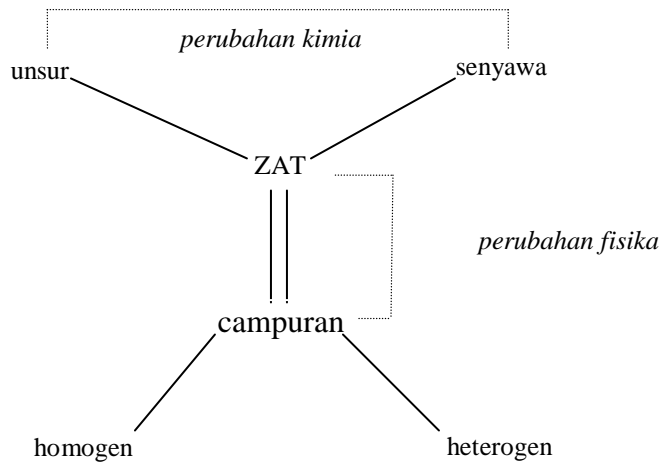 perubahan kimia
unsur
senyawa
ZAT
perubahan fisika
campuran
homogen
heterogen